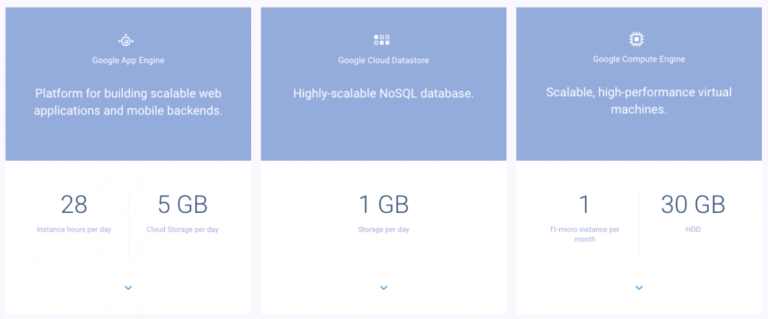 Google App Engine
Platform for building scalable web
applications and mobile backends.
28
Instance hours per day
5 GB
Cloud Storage per day
Google Cloud Datastore
Highly-scalable NoSQL database.
1 GB
Storage per day
Google Compute Engine
Scalable, high-performance virtual
machines.
1
f1-micro instance per
month
30 GB
HDD